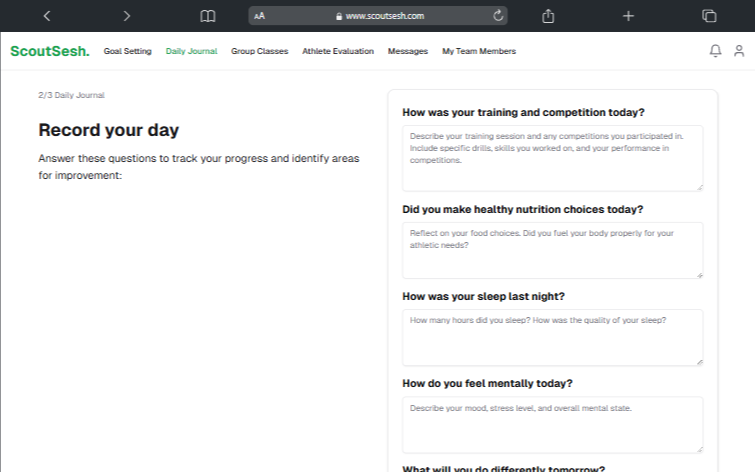 AA
www.scoutsesh.com
ScoutSesh.
Goal Setting
Daily Journal
Group Classes
Athlete Evaluation
Messages
My Team Members
2/3 Daily Journal
Record your day
Answer these questions to track your progress and identify areas
for improvement:
How was your training and competition today?
Describe your training session and any competitions you participated in.
Include specific drills, skills you worked on, and your performance in
competitions.
Did you make healthy nutrition choices today?
Reflect on your food choices. Did you fuel your body properly for your
athletic needs?
How was your sleep last night?
How many hours did you sleep? How was the quality of your sleep?
How do you feel mentally today?
Describe your mood, stress level, and overall mental state.
What will you do differently tomorrow?